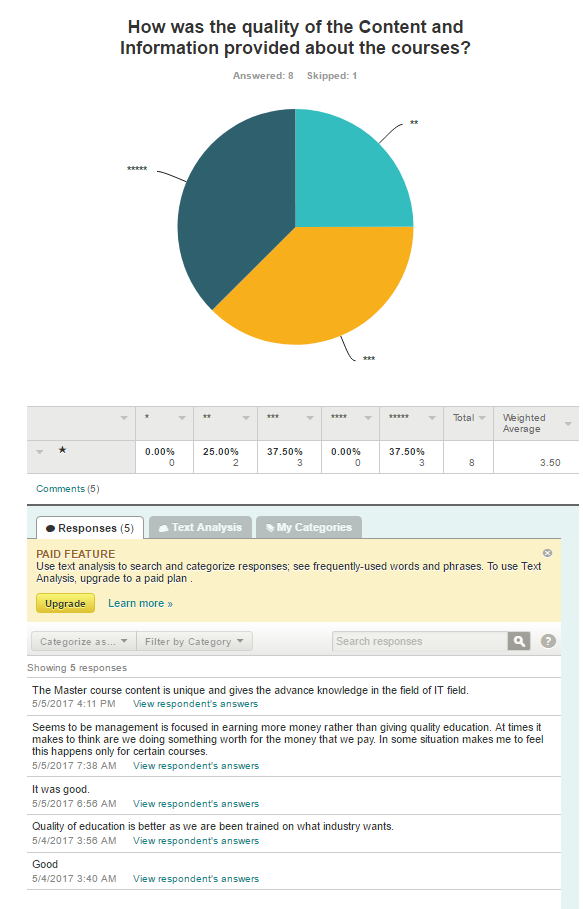 How was the quality of the Content and
Information provided about the courses?
Answered: 8 Skipped: 1
**
*****
***
* ** *** **** ***** Total Weighted
Average
★ 0.00% 25.00% 37.50% 0.00% 37.50%
0 2 3 0 3 8 3.50
Comments (5)
Responses (5) Text Analysis My Categories
PAID FEATURE
Use text analysis to search and categorize responses; see frequently-used words and phrases. To use Text
Analysis, upgrade to a paid plan .
Upgrade Learn more »
Categorize as... Filter by Category Search responses ?
Showing 5 responses
The Master course content is unique and gives the advance knowledge in the field of IT field.
5/5/2017 4:11 PM View respondent's answers
Seems to be management is focused in earning more money rather than giving quality education. At times it
makes to think are we doing something worth for the money that we pay. In some situation makes me to feel
this happens only for certain courses.
5/5/2017 7:38 AM View respondent's answers
It was good.
5/5/2017 6:56 AM View respondent's answers
Quality of education is better as we are been trained on what industry wants.
5/4/2017 3:56 AM View respondent's answers
Good
5/4/2017 3:40 AM View respondent's answers